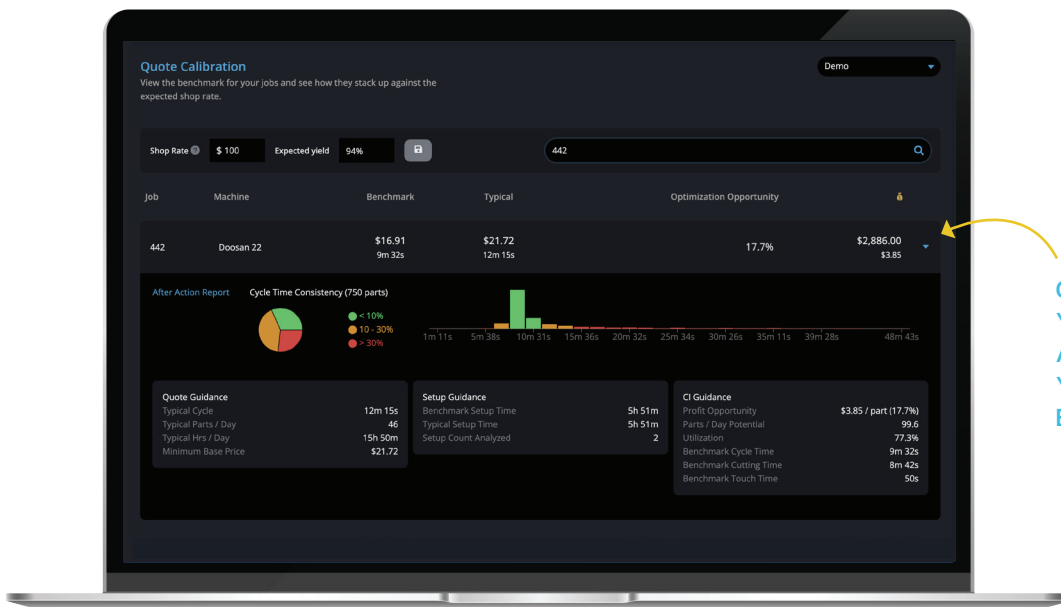 Quote Calibration
View the benchmark for your jobs and see how they stack up against the
expected shop rate.
Demo
Shop Rate $ 100 Expected yield 94% 442
Job Machine Benchmark Typical Optimization Opportunity
442 Doosan 22 $16.91 $21.72 17.7% $2,886.00
9m 32s 12m 15s $3.85
After Action Report Cycle Time Consistency (750 parts)
< 10%
10 - 30%
> 30%
1m 11s 5m 38s 10m 31s 15m 36s 20m 32s 25m 34s 30m 26s 35m 11s 39m 28s 48m 43s
Quote Guidance
Typical Cycle 12m 15s
Typical Parts / Day 46
Typical Hrs / Day 15h 50m
Minimum Base Price $21.72
Setup Guidance
Benchmark Setup Time 5h 51m
Typical Setup Time 5h 51m
Setup Count Analyzed 2
CI Guidance
Profit Opportunity $3.85 / part (17.7%)
Parts / Day Potential 99.6
Utilization 77.3%
Benchmark Cycle Time 9m 32s
Benchmark Cutting Time 8m 42s
Benchmark Touch Time 50s